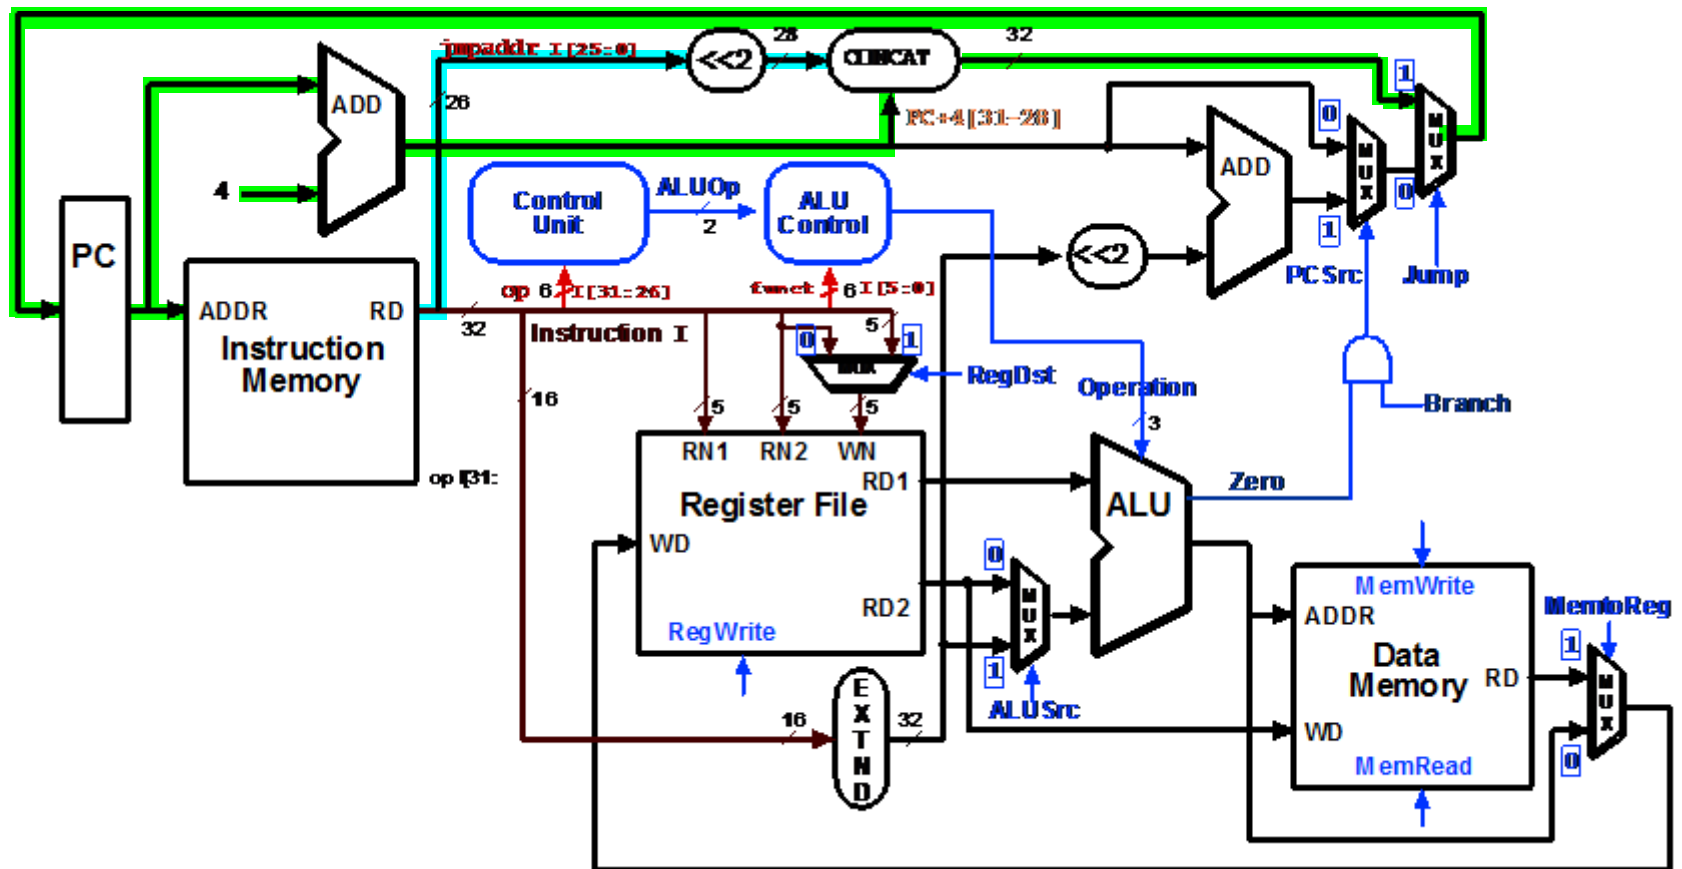 jmpaddr I[25:0]
28
32
<<2
CONCAT
1
ADD
26
PC+4[31-28]
0
MUX
MUX
4
Control
Unit
ALUOp
2
ALU
Control
ADD
1
0
PC
<<2
PCSrc
Jump
op 6 I[31:26]
funct 6 I[5:0]
ADDR
RD
32
Instruction I
5
0
1
MUX
Instruction
Memory
RegDst
Operation
16
5
5
5
3
Branch
RN1
RN2
WN
op I[31:
RD1
Zero
Register File
ALU
WD
0
MUX
MemWrite
RD2
ADDR
MemtoReg
RegWrite
1
1
Data
Memory
RD
MUX
EXTND
ALUSrc
16
32
WD
0
MemRead